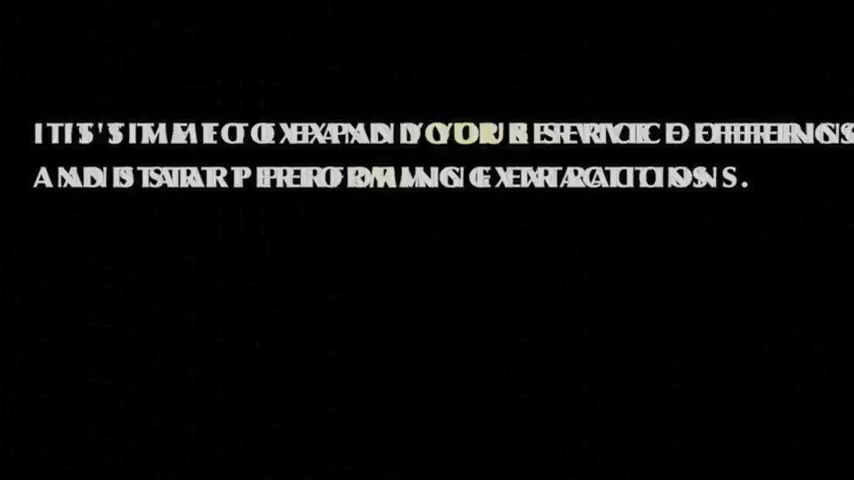 IT'S TIME TO EXPAND YOUR SERVICE OFFERINGS
AND START PERFORMING EXTRACTIONS.